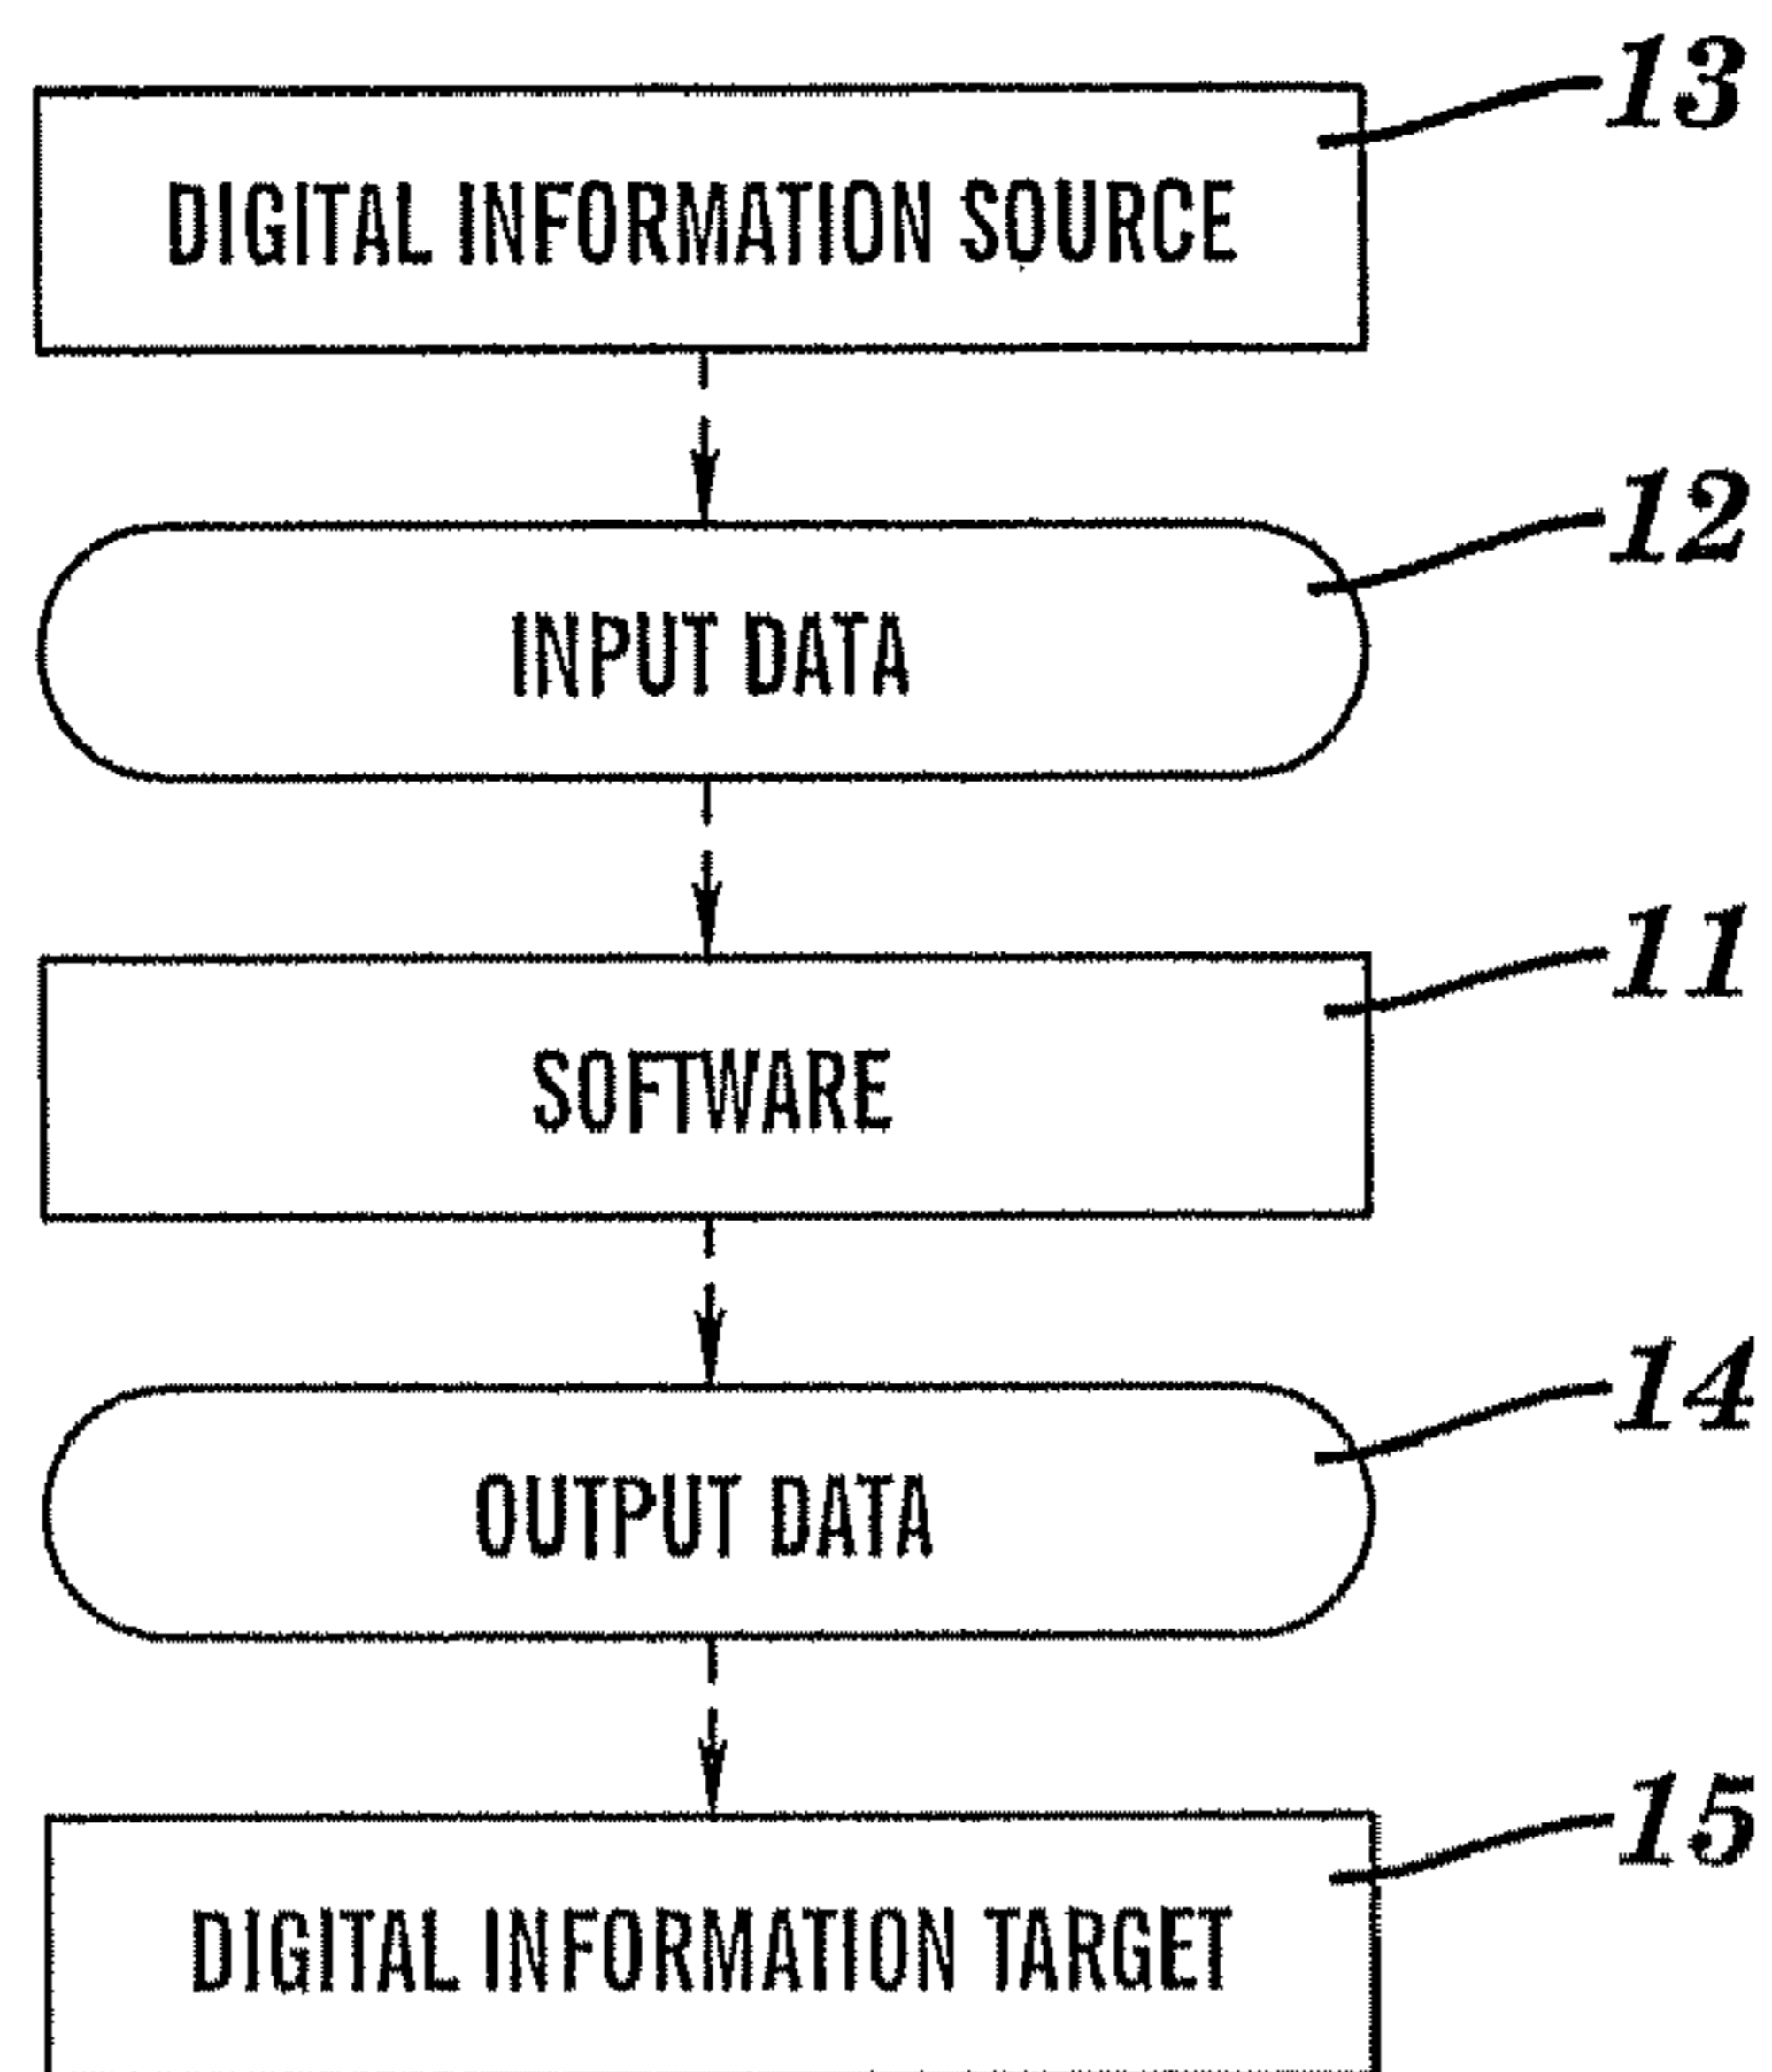 13
DIGITAL INFORMATION SOURCE
12
INPUT DATA
11
SOFTWARE
14
OUTPUT DATA
15
DIGITAL INFORMATION TARGET